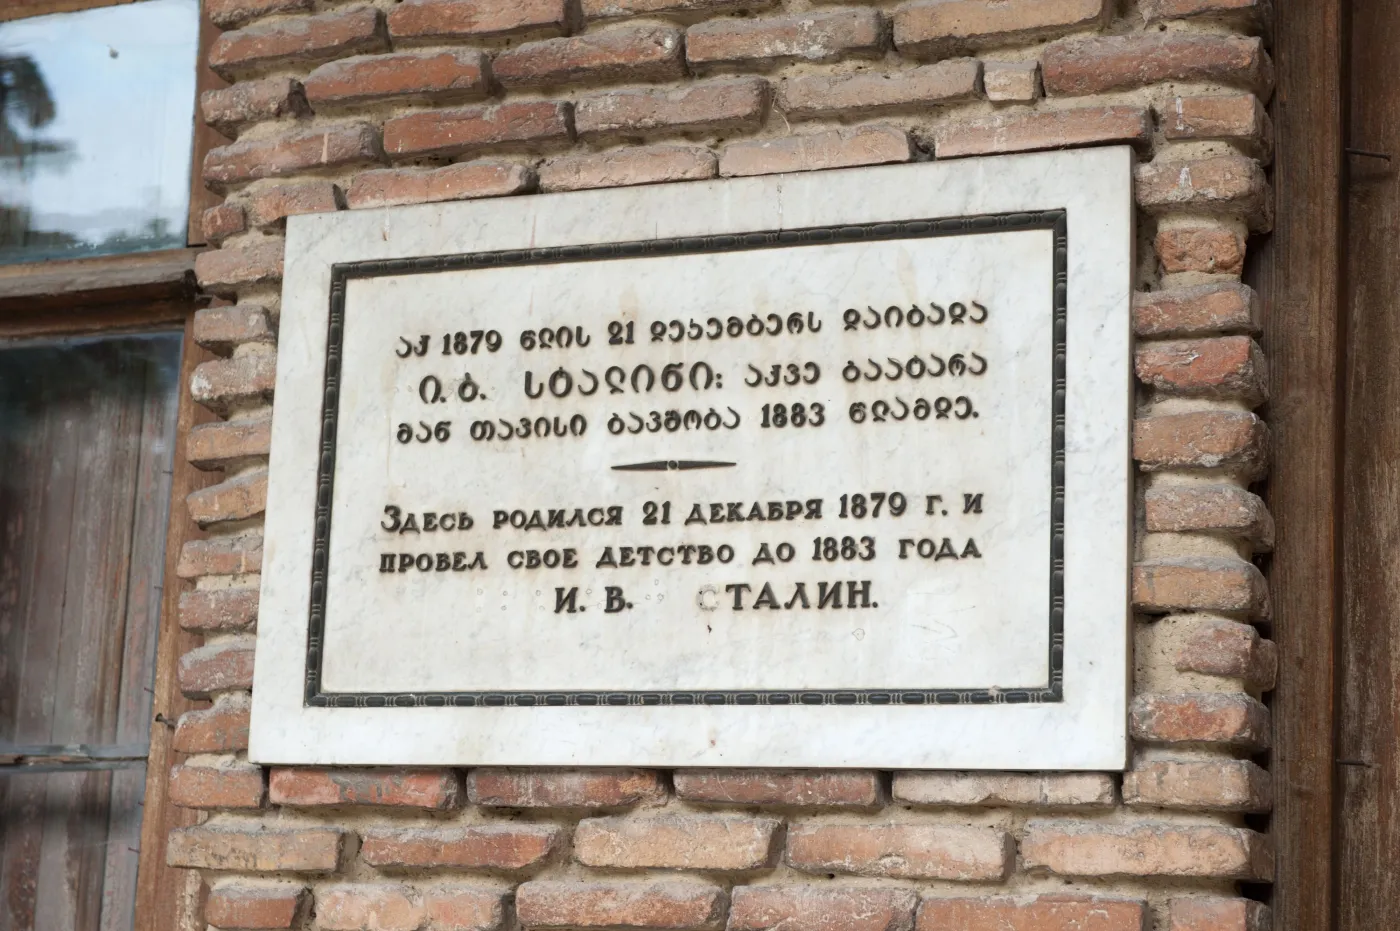 აქ 1879 წლის 21 დეკემბერს დაიბადა
ი. ბ. სტალინი: აქვე გაატარა
მან თავისი ბავშობა 1883 წლამდე.
Здесь родился 21 декабря 1879 г. и
провел свое детство до 1883 года
И. В. Сталин.